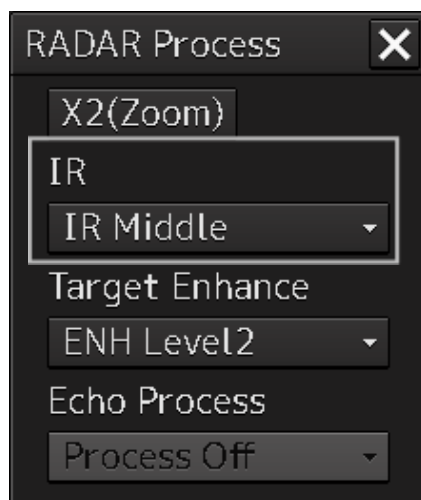 RADAR Process
X2(Zoom)
IR
IR Middle
Target Enhance
ENH Level2
Echo Process
Process Off